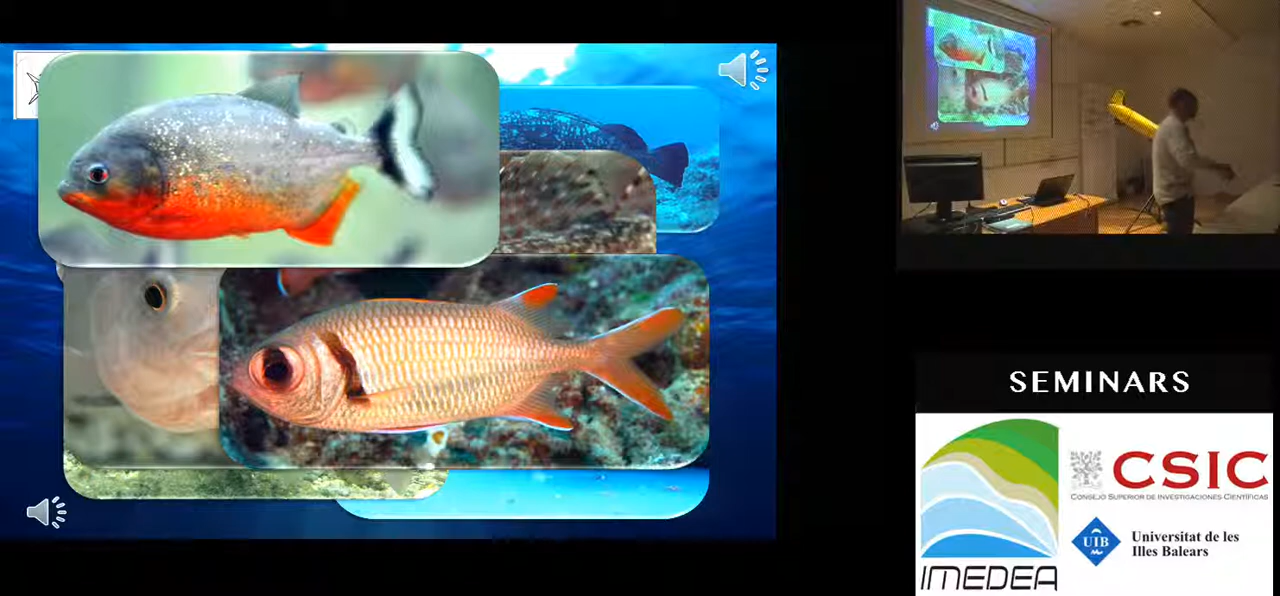 SEMINARS
IMEDEA
CSIC
CONSEJO SUPERIOR DE INVESTIGACIONES CIENTÍFICAS
UIB
Universitat de les
Illes Balears